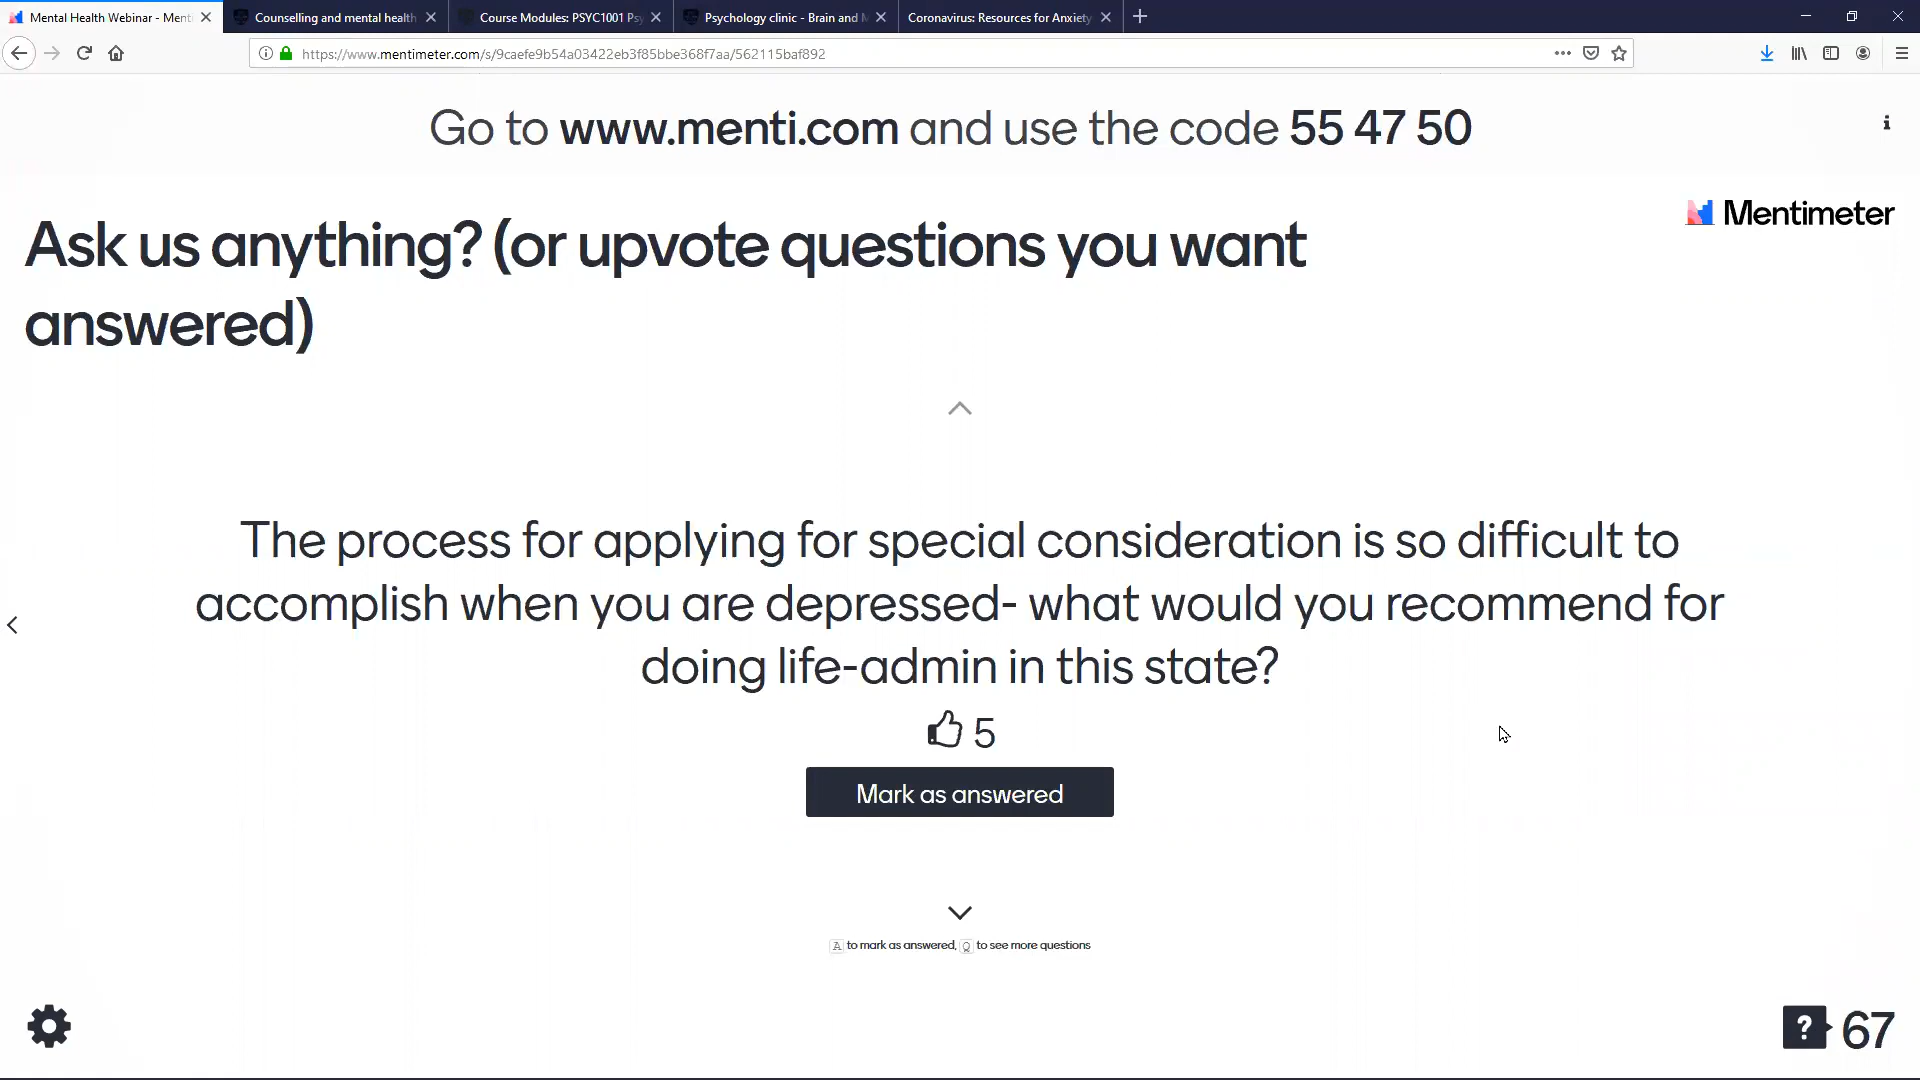 Mental Health Webinar - Menti
Counselling and mental health
Course Modules: PSYC1001 Psy
Psychology clinic - Brain and M
Coronavirus: Resources for Anxiety
https://www.mentimeter.com/s/9caefe9b54a03422eb3f85bbe368f7aa/562115baf892
Go to www.menti.com and use the code 55 47 50
Mentimeter
Ask us anything? (or upvote questions you want
answered)
The process for applying for special consideration is so difficult to
accomplish when you are depressed- what would you recommend for
doing life-admin in this state?
5
Mark as answered
A to mark as answered, Q to see more questions
? 67